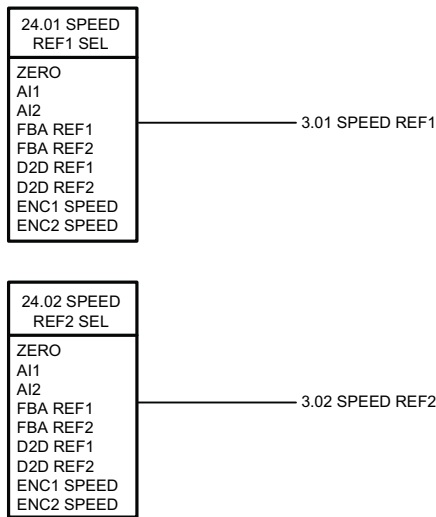 24.01 SPEED
REF1 SEL
ZERO
AI1
AI2
FBA REF1
FBA REF2
D2D REF1
D2D REF2
ENC1 SPEED
ENC2 SPEED
3.01 SPEED REF1
24.02 SPEED
REF2 SEL
ZERO
AI1
AI2
FBA REF1
FBA REF2
D2D REF1
D2D REF2
ENC1 SPEED
ENC2 SPEED
3.02 SPEED REF2